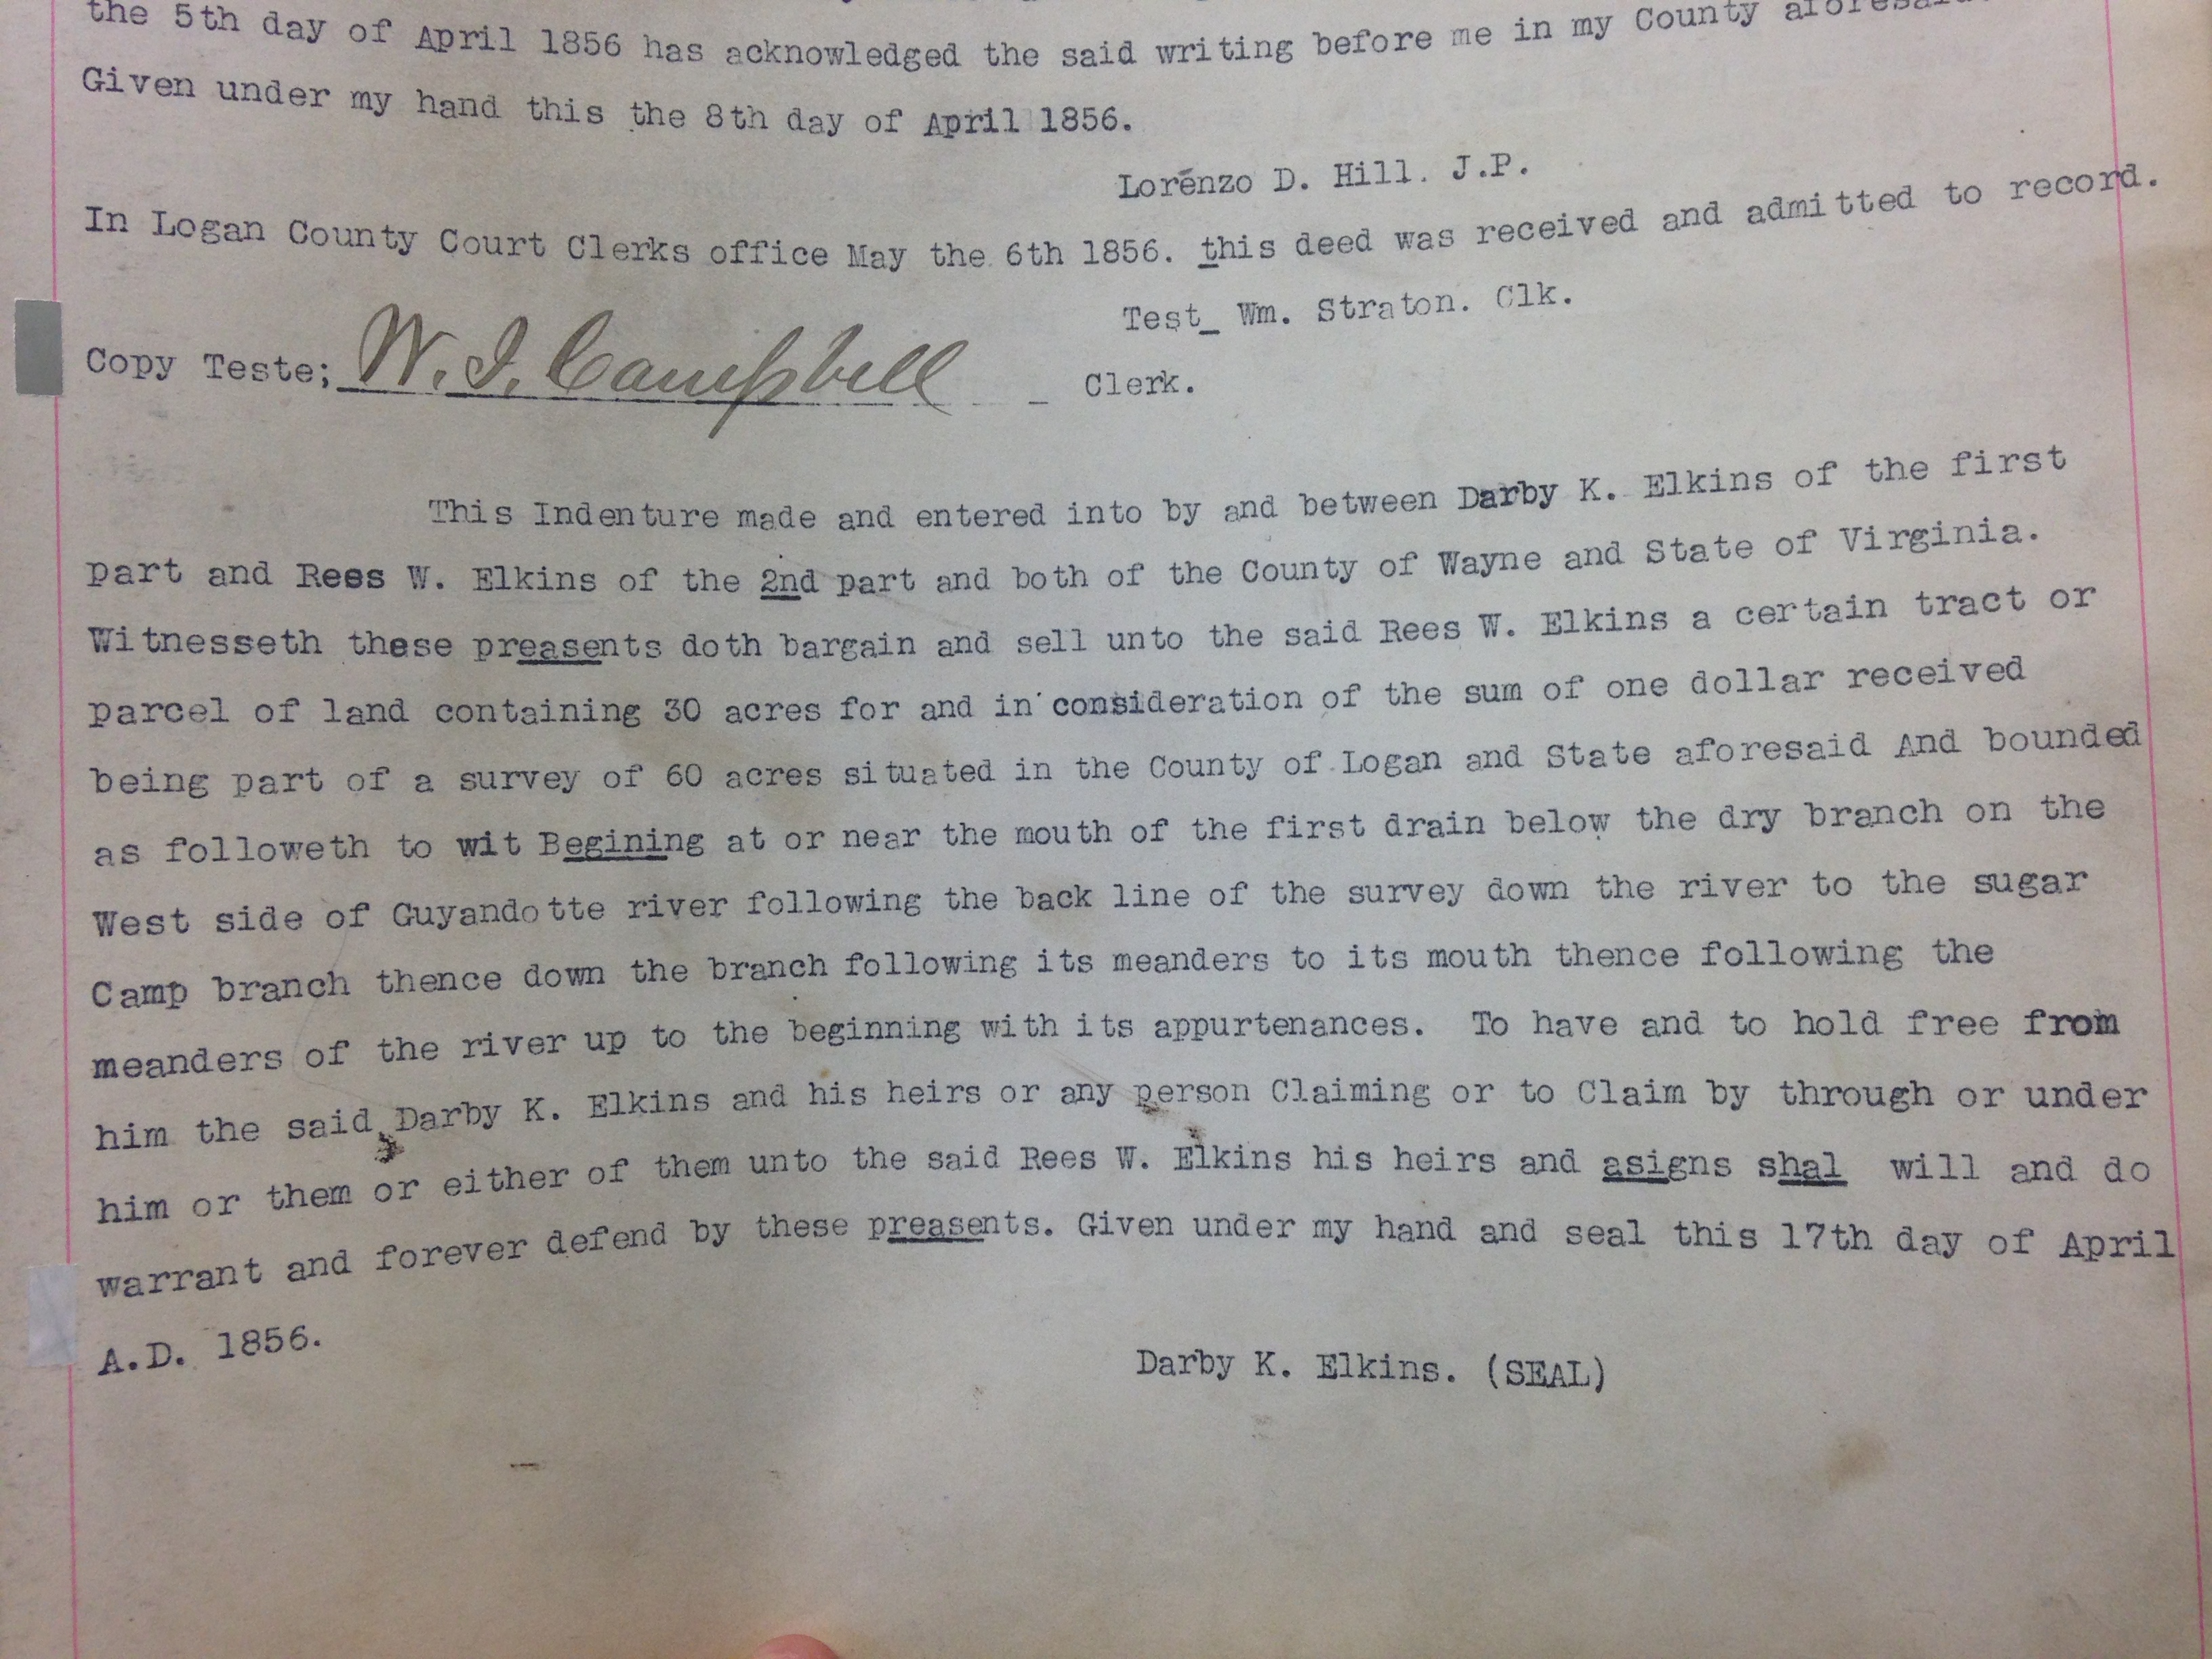 the 5th day of April 1856 has acknowledged the said writing before me in my County aforesaid.
Given under my hand this the 8th day of April 1856.
Lorenzo D. Hill. J.P.
In Logan County Court Clerks office May the 6th 1856. this deed was received and admitted to record.
Test_ Wm. Straton. Clk.
Copy Teste; W. I. Campbell _ Clerk.
This Indenture made and entered into by and between Darby K. Elkins of the first
part and Rees W. Elkins of the 2nd part and both of the County of Wayne and State of Virginia.
Witnesseth these preasents doth bargain and sell unto the said Rees W. Elkins a certain tract or
parcel of land containing 30 acres for and in consideration of the sum of one dollar received
being part of a survey of 60 acres situated in the County of Logan and State aforesaid And bounded
as followeth to wit Begining at or near the mouth of the first drain below the dry branch on the
West side of Guyandotte river following the back line of the survey down the river to the sugar
Camp branch thence down the branch following its meanders to its mouth thence following the
meanders of the river up to the beginning with its appurtenances. To have and to hold free from
him the said Darby K. Elkins and his heirs or any person Claiming or to Claim by through or under
him or them or either of them unto the said Rees W. Elkins his heirs and asigns shal will and do
warrant and forever defend by these preasents. Given under my hand and seal this 17th day of April
A.D. 1856.
Darby K. Elkins. (SEAL)